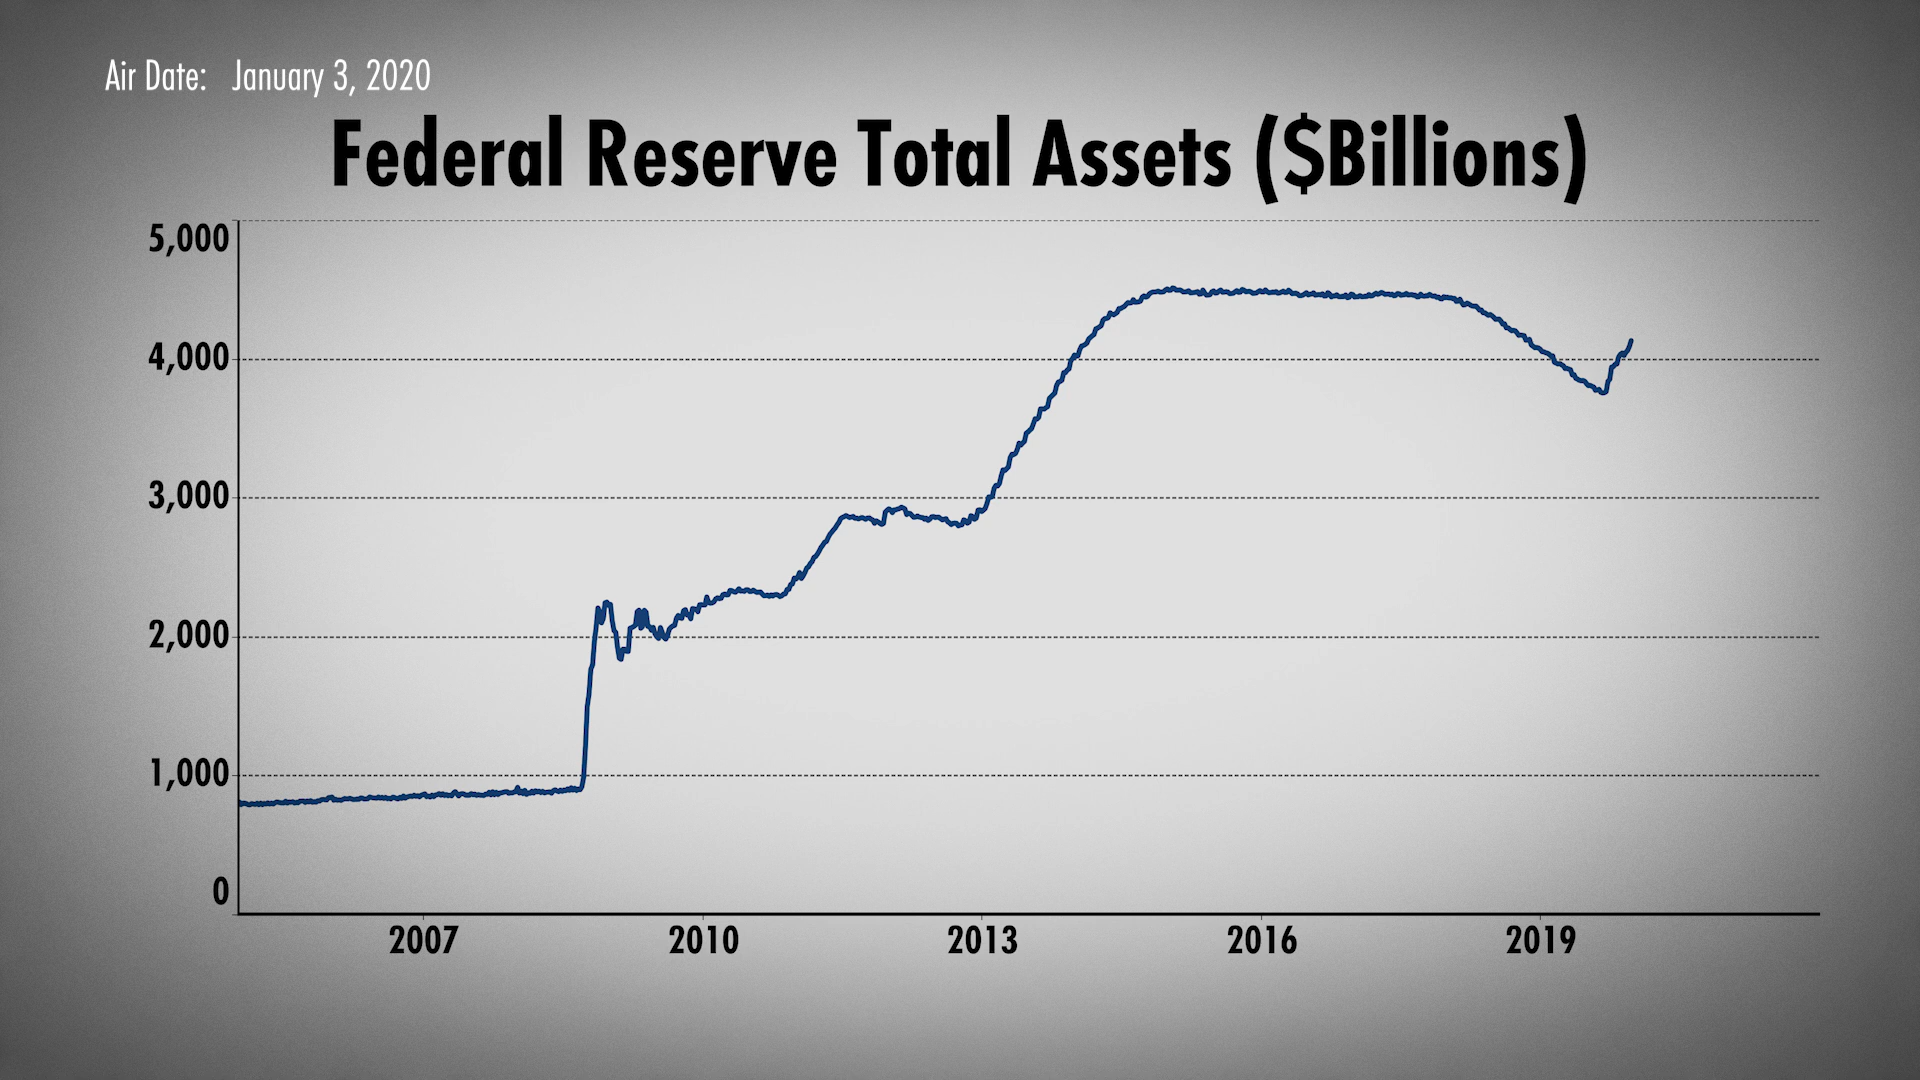 Air Date: January 3, 2020
Federal Reserve Total Assets ($Billions)
5,000
4,000
3,000
2,000
1,000
0
2007 2010 2013 2016 2019